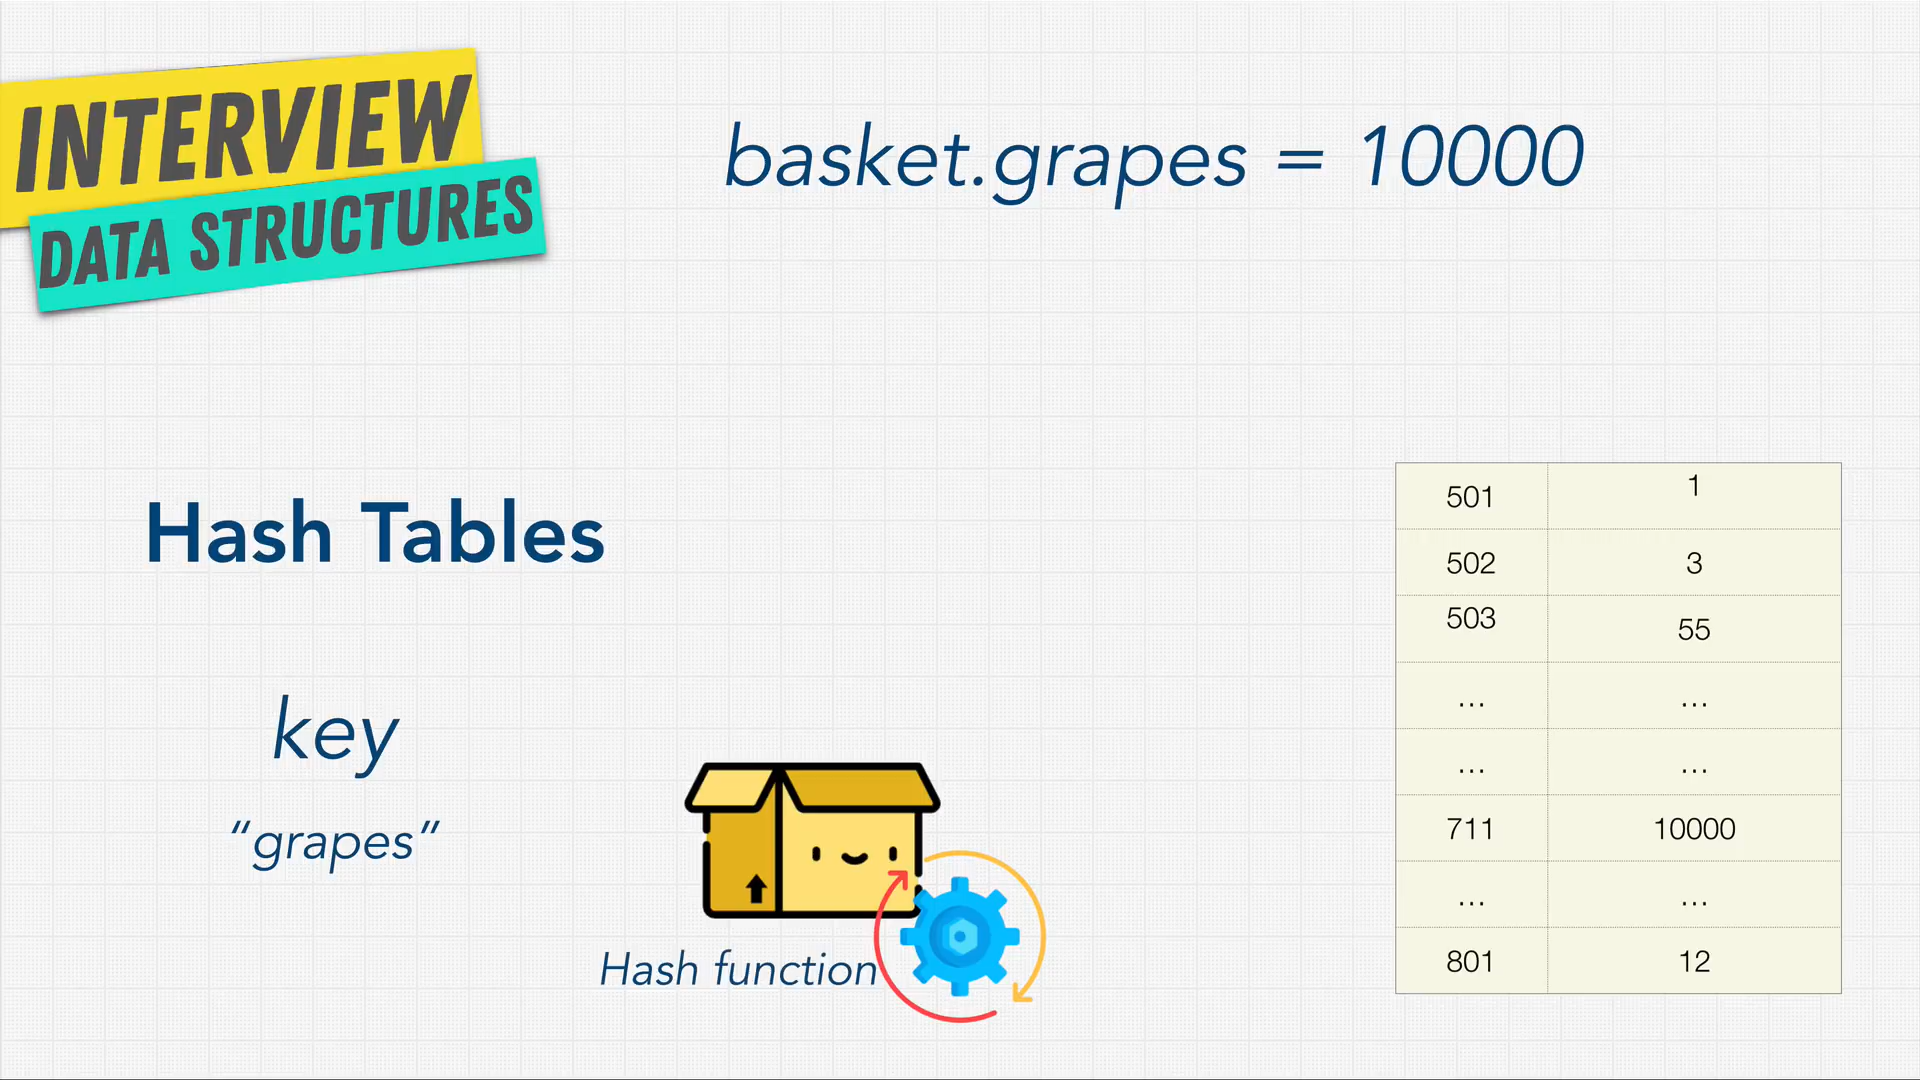 INTERVIEW
DATA STRUCTURES
basket.grapes = 10000
Hash Tables
key
“grapes”
Hash function
501 1
502 3
503 55
... ...
... ...
711 10000
... ...
801 12